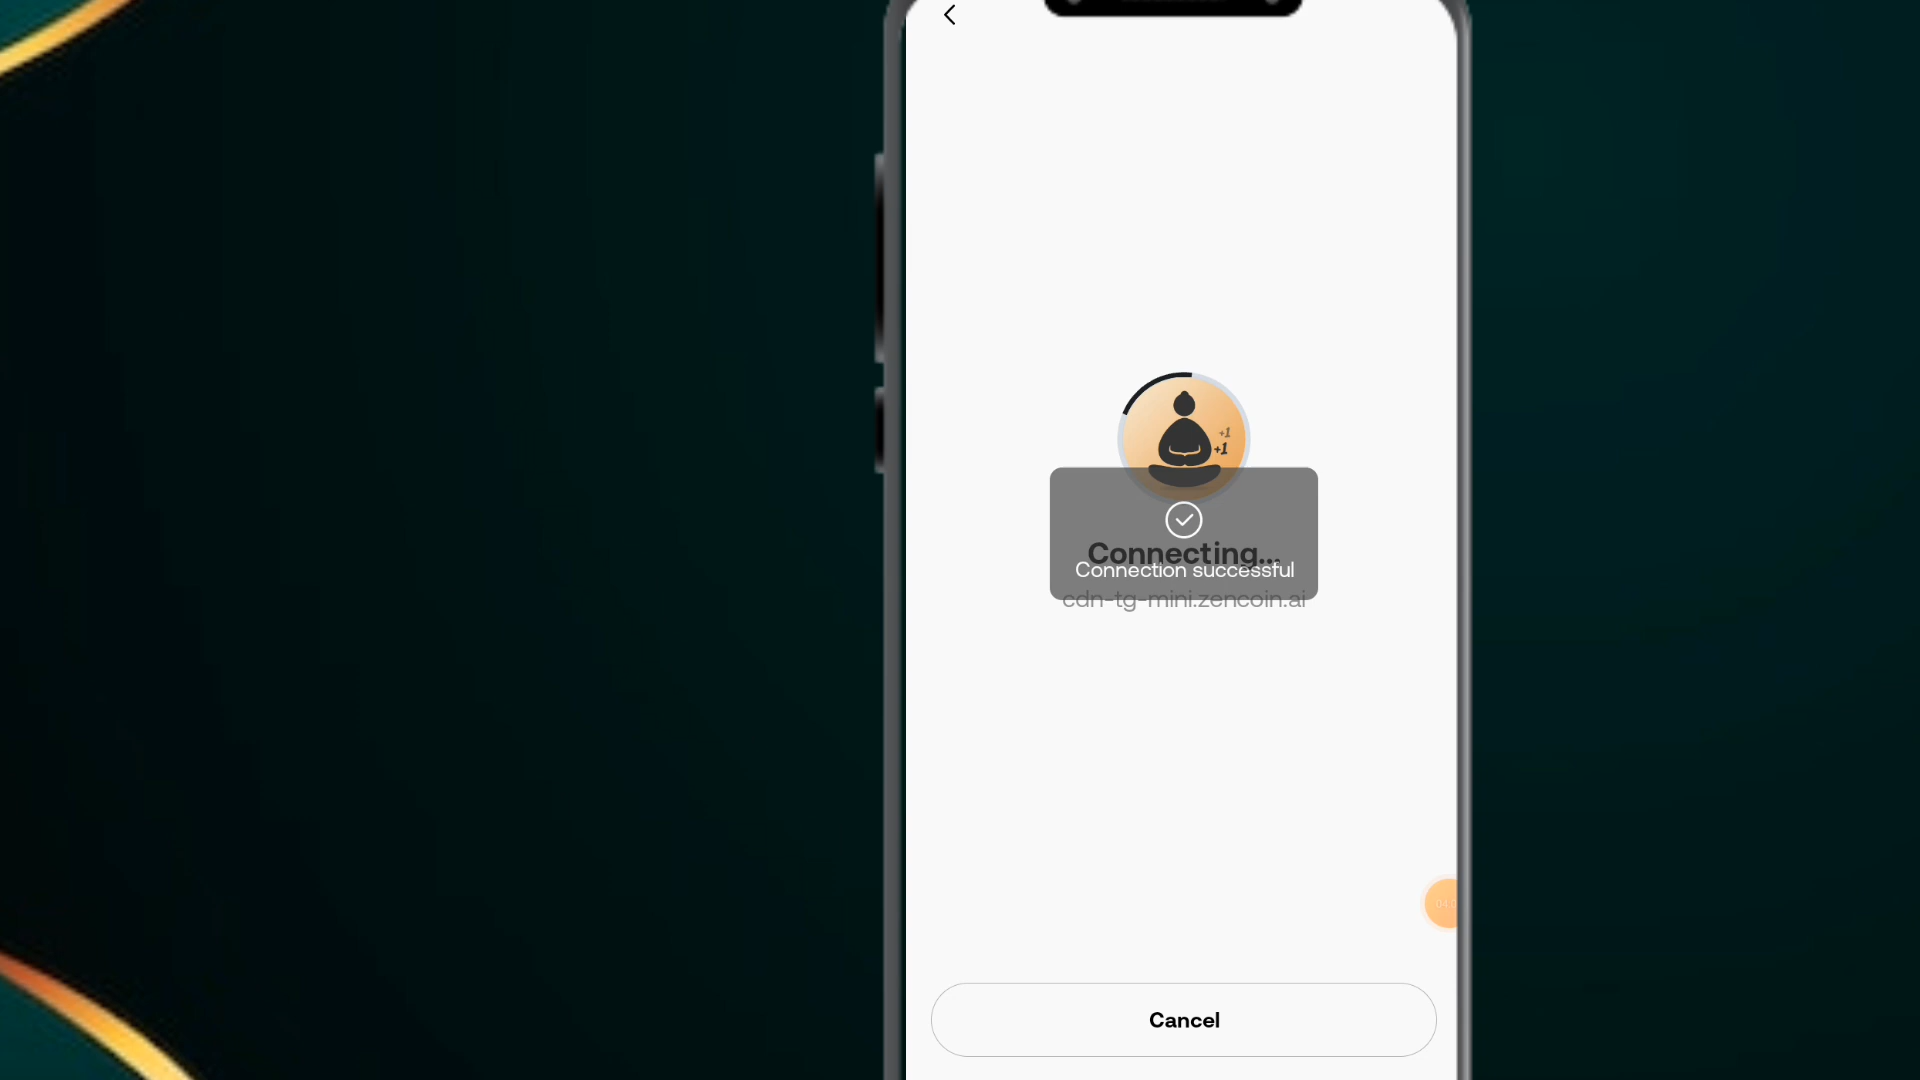 +1
+1
Connecting...
Connection successful
cdn-tg-mini.zencoin.ai
Cancel